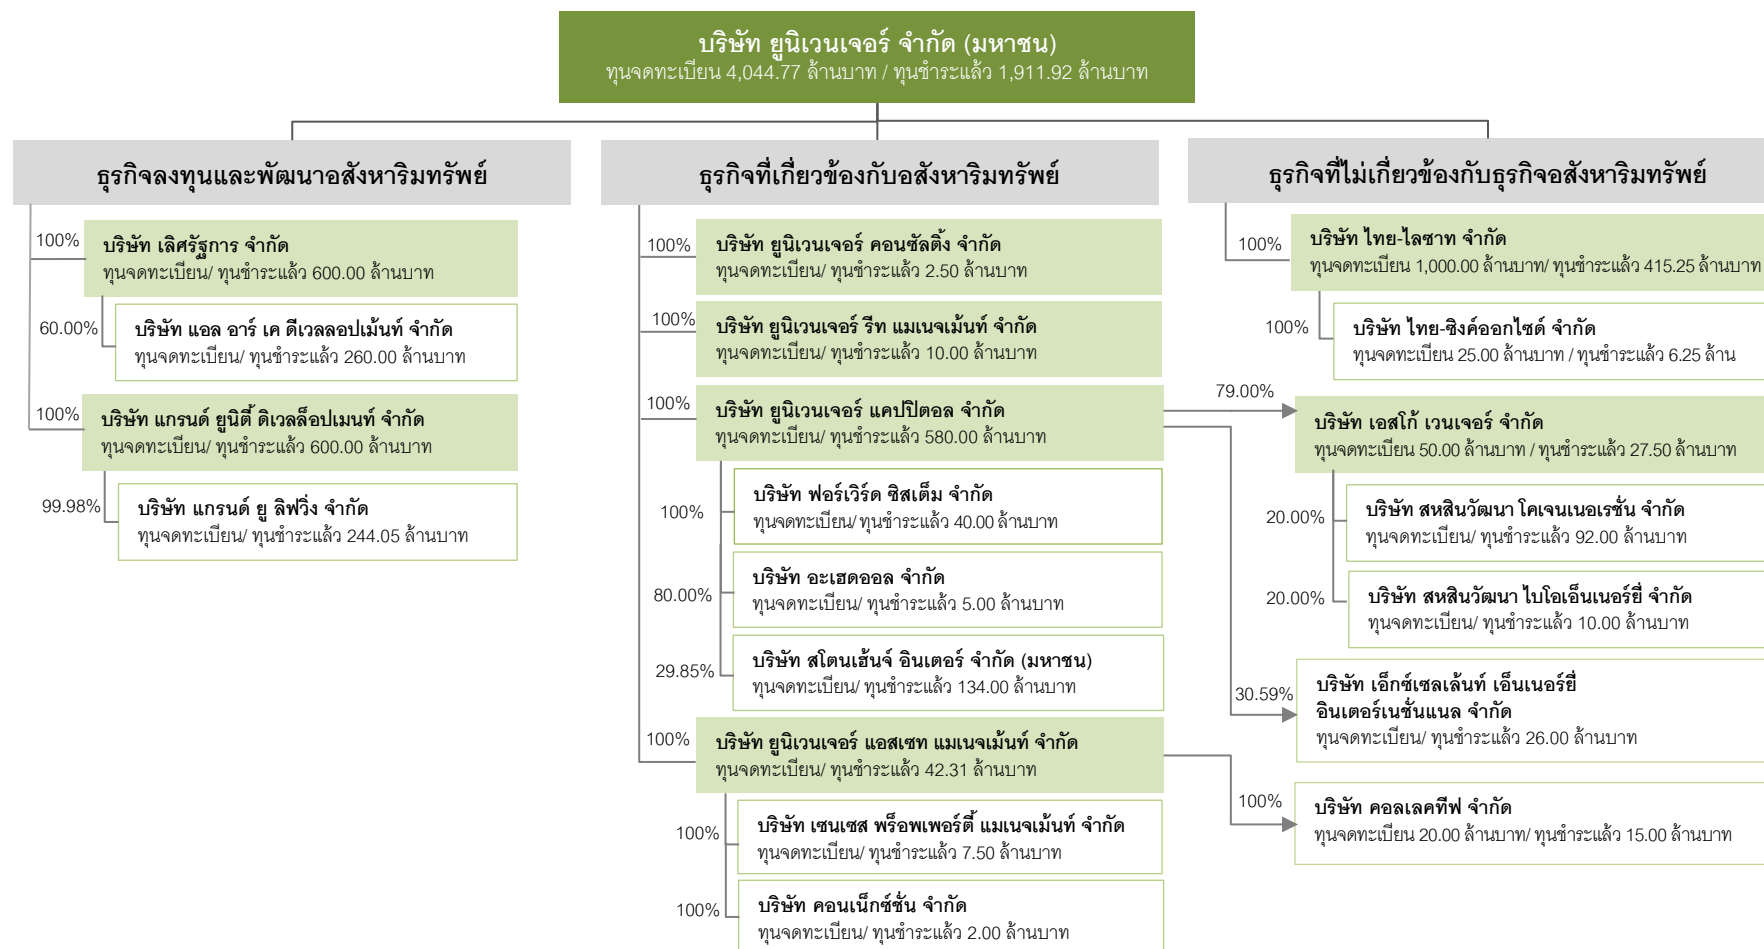 บริษัท ยูนิเวนเจอร์ จำกัด (มหาชน)
ทุนจดทะเบียน 4,044.77 ล้านบาท / ทุนชำระแล้ว 1,911.92 ล้านบาท
ธุรกิจลงทุนและพัฒนาอสังหาริมทรัพย์
100%
บริษัท เลิศรัฐการ จำกัด
ทุนจดทะเบียน/ ทุนชำระแล้ว 600.00 ล้านบาท
60.00%
บริษัท แอล อาร์ เค ดีเวลลอปเม้นท์ จำกัด
ทุนจดทะเบียน/ ทุนชำระแล้ว 260.00 ล้านบาท
100%
บริษัท แกรนด์ ยูนิตี้ ดิเวลล็อปเมนท์ จำกัด
ทุนจดทะเบียน/ ทุนชำระแล้ว 600.00 ล้านบาท
99.98%
บริษัท แกรนด์ ยู ลิฟวิ่ง จำกัด
ทุนจดทะเบียน/ ทุนชำระแล้ว 244.05 ล้านบาท
ธุรกิจที่เกี่ยวข้องกับอสังหาริมทรัพย์
100%
บริษัท ยูนิเวนเจอร์ คอนซัลติ้ง จำกัด
ทุนจดทะเบียน/ ทุนชำระแล้ว 2.50 ล้านบาท
100%
บริษัท ยูนิเวนเจอร์ รีท แมเนจเม้นท์ จำกัด
ทุนจดทะเบียน/ ทุนชำระแล้ว 10.00 ล้านบาท
100%
บริษัท ยูนิเวนเจอร์ แคปปิตอล จำกัด
ทุนจดทะเบียน/ ทุนชำระแล้ว 580.00 ล้านบาท
100%
บริษัท ฟอร์เวิร์ด ซิสเต็ม จำกัด
ทุนจดทะเบียน/ ทุนชำระแล้ว 40.00 ล้านบาท
80.00%
บริษัท อะเฮดออล จำกัด
ทุนจดทะเบียน/ ทุนชำระแล้ว 5.00 ล้านบาท
29.85%
บริษัท สโตนเฮ้นจ์ อินเตอร์ จำกัด (มหาชน)
ทุนจดทะเบียน/ ทุนชำระแล้ว 134.00 ล้านบาท
100%
บริษัท ยูนิเวนเจอร์ แอสเซท แมเนจเม้นท์ จำกัด
ทุนจดทะเบียน/ ทุนชำระแล้ว 42.31 ล้านบาท
100%
บริษัท เซนเซส พร็อพเพอร์ตี้ แมเนจเม้นท์ จำกัด
ทุนจดทะเบียน/ ทุนชำระแล้ว 7.50 ล้านบาท
100%
บริษัท คอนเน็กซ์ชั่น จำกัด
ทุนจดทะเบียน/ ทุนชำระแล้ว 2.00 ล้านบาท
ธุรกิจที่ไม่เกี่ยวข้องกับธุรกิจอสังหาริมทรัพย์
100%
บริษัท ไทย-ไลซาท จำกัด
ทุนจดทะเบียน 1,000.00 ล้านบาท/ ทุนชำระแล้ว 415.25 ล้านบาท
100%
บริษัท ไทย-ซิงค์ออกไซด์ จำกัด
ทุนจดทะเบียน 25.00 ล้านบาท / ทุนชำระแล้ว 6.25 ล้าน
79.00%
บริษัท เอสโก้ เวนเจอร์ จำกัด
ทุนจดทะเบียน 50.00 ล้านบาท / ทุนชำระแล้ว 27.50 ล้านบาท
20.00%
บริษัท สหสินวัฒนา โคเจนเนอเรชั่น จำกัด
ทุนจดทะเบียน/ ทุนชำระแล้ว 92.00 ล้านบาท
20.00%
บริษัท สหสินวัฒนา ไบโอเอ็นเนอร์ยี่ จำกัด
ทุนจดทะเบียน/ ทุนชำระแล้ว 10.00 ล้านบาท
30.59%
บริษัท เอ็กซ์เซลเล้นท์ เอ็นเนอร์ยี่
อินเตอร์เนชั่นแนล จำกัด
ทุนจดทะเบียน/ ทุนชำระแล้ว 26.00 ล้านบาท
100%
บริษัท คอลเลคทีฟ จำกัด
ทุนจดทะเบียน 20.00 ล้านบาท/ ทุนชำระแล้ว 15.00 ล้านบาท